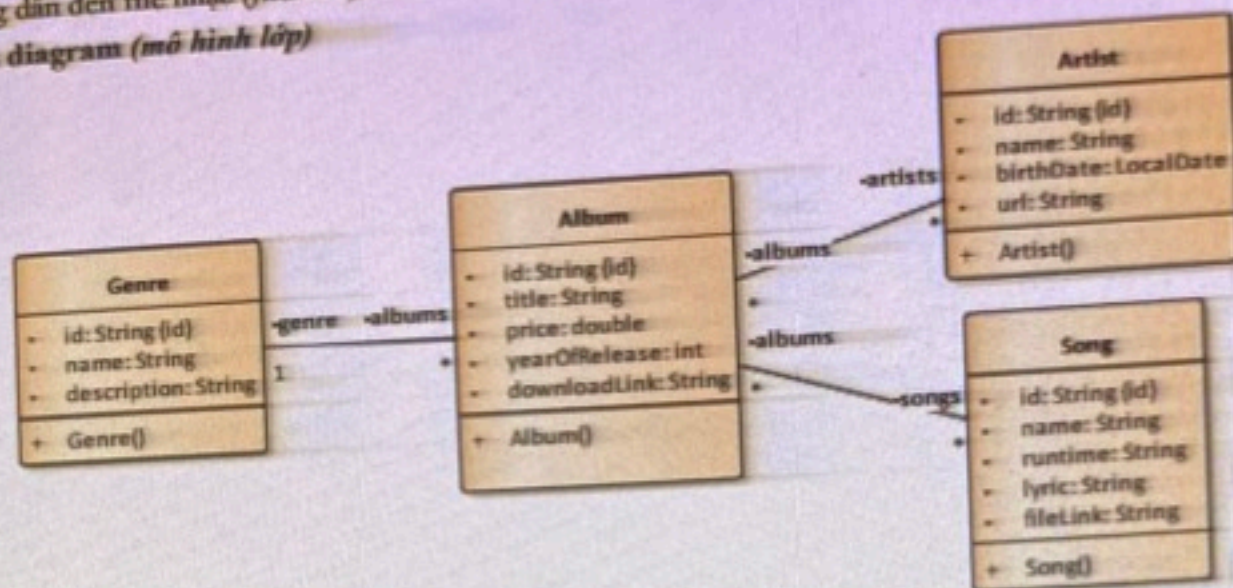 dẫn đến thể
diagram (mô hình lớp)
Artist
- id: String {id}
- name: String
- birthDate: LocalDate
- url: String
+ Artist()
-artists
*
Album
- id: String {id}
- title: String
- price: double
- yearOfRelease: int
- downloadLink: String
+ Album()
-albums
*
-albums
*
Genre
- id: String {id}
- name: String
- description: String
+ Genre()
-genre
1
-albums
*
Song
- id: String {id}
- name: String
- runtime: String
- lyric: String
- fileLink: String
+ Song()
-songs
*